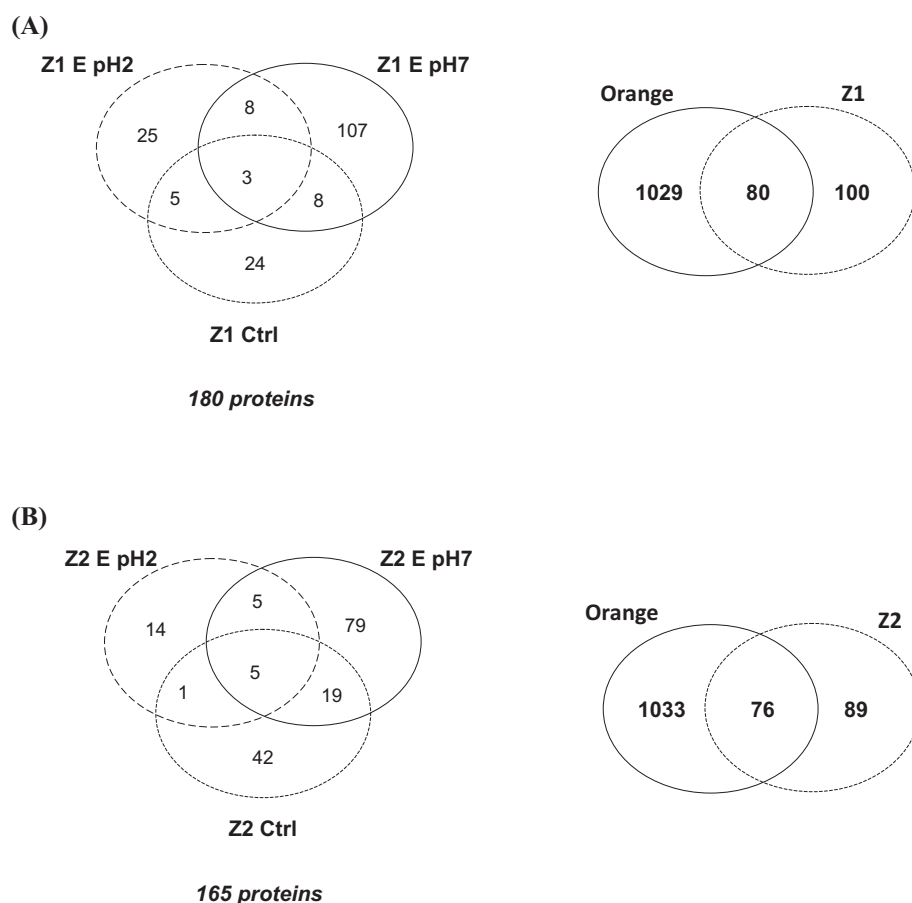 (A)
Z1 E pH2
Z1 E pH7
8
25
107
3
5
8
24
Z1 Ctrl
180 proteins
Orange
Z1
1029
80
100
(B)
Z2 E pH2
Z2 E pH7
5
14
79
5
1
19
42
Z2 Ctrl
165 proteins
Orange
Z2
1033
76
89